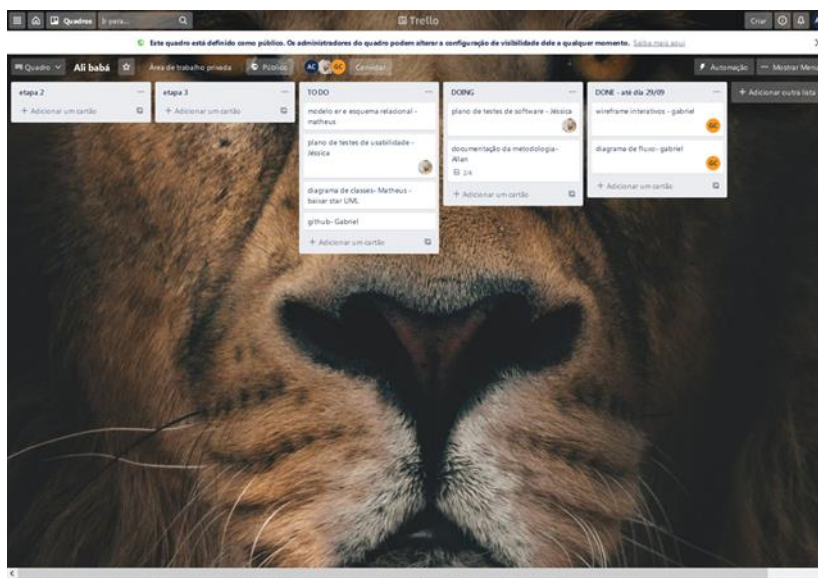 Quadros
Ir para...
Trello
Criar
Este quadro está definido como público. Os administradores do quadro podem alterar a configuração de visibilidade dele a qualquer momento. Saiba mais aqui
Quadro
Ali babá
Área de trabalho privada
Público
AC
GC
Convidar
Automação
Mostrar Menu
etapa 2
+ Adicionar um cartão
etapa 3
+ Adicionar um cartão
TO DO
modelo er e esquema relacional -
matheus
plano de testes de usabilidade -
Jéssica
diagrama de classes- Matheus -
baixar star UML
github- Gabriel
+ Adicionar um cartão
DOING
plano de testes de software - Jéssica
documentação da metodologia-
Allan
2/4
+ Adicionar um cartão
DONE - até dia 29/09
wireframe interativos - gabriel
GC
diagrama de fluxo- gabriel
GC
+ Adicionar um cartão
+ Adicionar outra lista